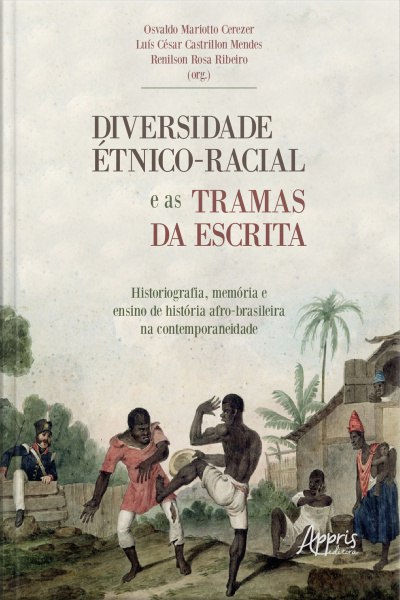 Osvaldo Mariotto Cerezer
Luís César Castrillon Mendes
Renilson Rosa Ribeiro
(org.)
DIVERSIDADE
ÉTNICO-RACIAL
e as TRAMAS
DA ESCRITA
Historiografia, memória e
ensino de história afro-brasileira
na contemporaneidade
Appris
editora